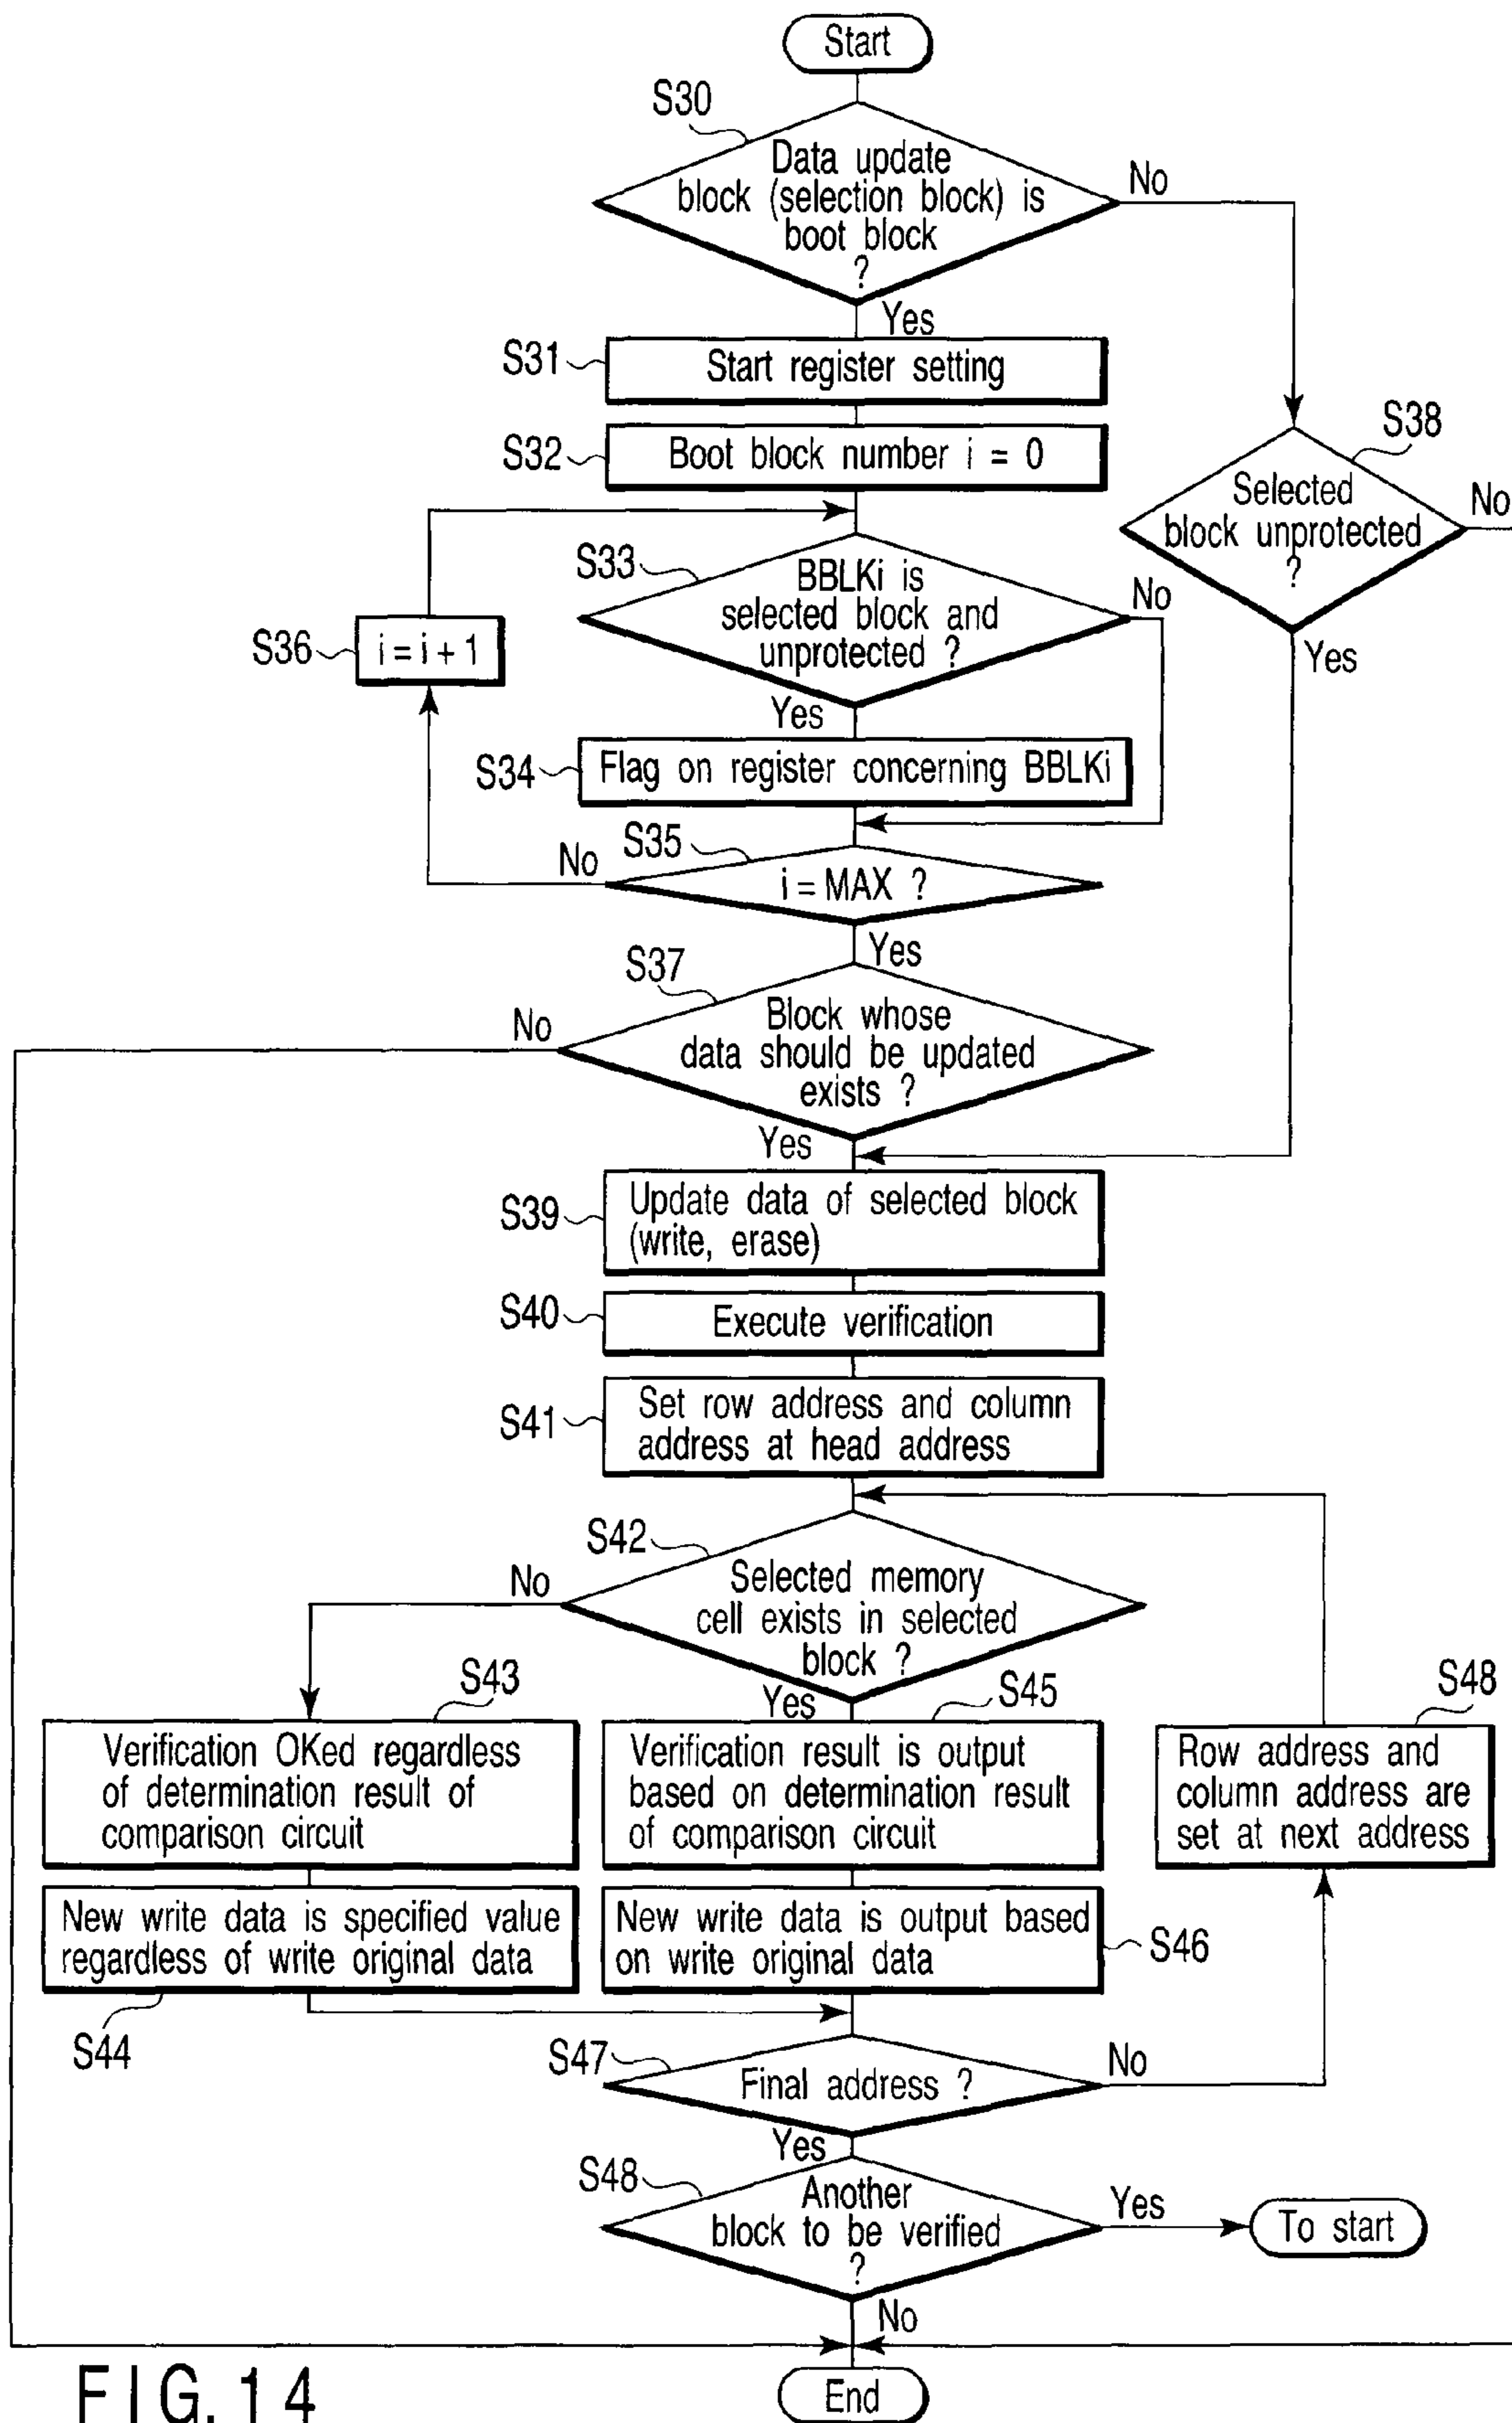 Start
S30
Data update
block (selection block) is
boot block
?
No
Yes
S31
Start register setting
S32
Boot block number i = 0
S38
Selected
block unprotected
?
No
Yes
S33
BBLKi is
selected block and
unprotected ?
No
Yes
S36
i = i + 1
S34
Flag on register concerning BBLKi
S35
No
i = MAX ?
Yes
S37
No
Block whose
data should be updated
exists ?
Yes
S39
Update data of selected block
(write, erase)
S40
Execute verification
S41
Set row address and column
address at head address
S42
No
Selected memory
cell exists in selected
block ?
Yes
S43
Verification OKed regardless
of determination result of
comparison circuit
S45
Verification result is output
based on determination result
of comparison circuit
S48
Row address and
column address are
set at next address
New write data is specified value
regardless of write original data
S44
New write data is output based
on write original data
S46
S47
Final address ?
No
Yes
S48
Another
block to be verified
?
Yes
To start
No
End
FIG. 14